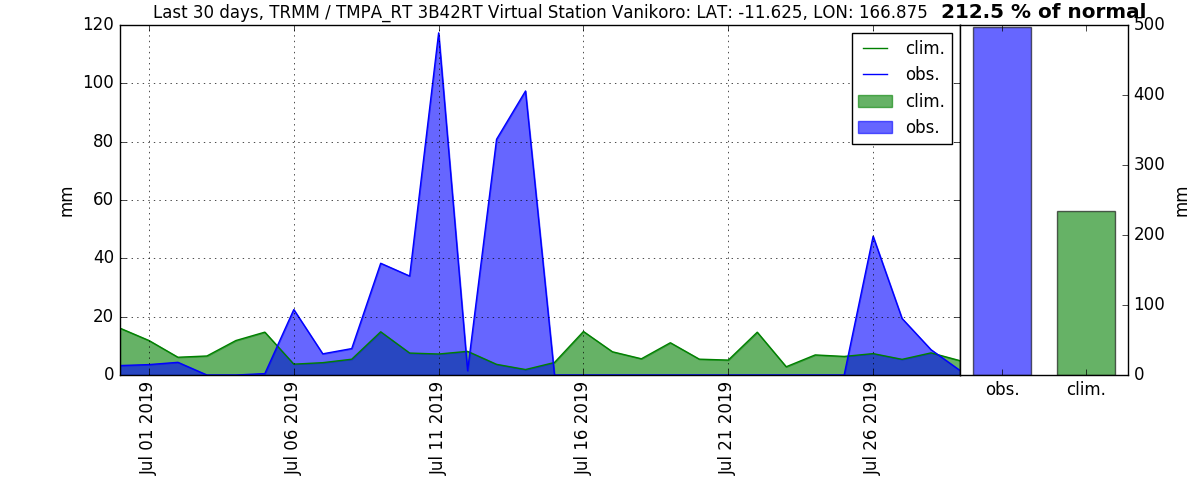 Last 30 days, TRMM / TMPA_RT 3B42RT Virtual Station Vanikoro: LAT: -11.625, LON: 166.875
212.5 % of normal
120
100
80
60
40
20
0
mm
clim.
obs.
clim.
obs.
Jul 01 2019
Jul 06 2019
Jul 11 2019
Jul 16 2019
Jul 21 2019
Jul 26 2019
500
400
300
200
100
0
mm
obs.
clim.